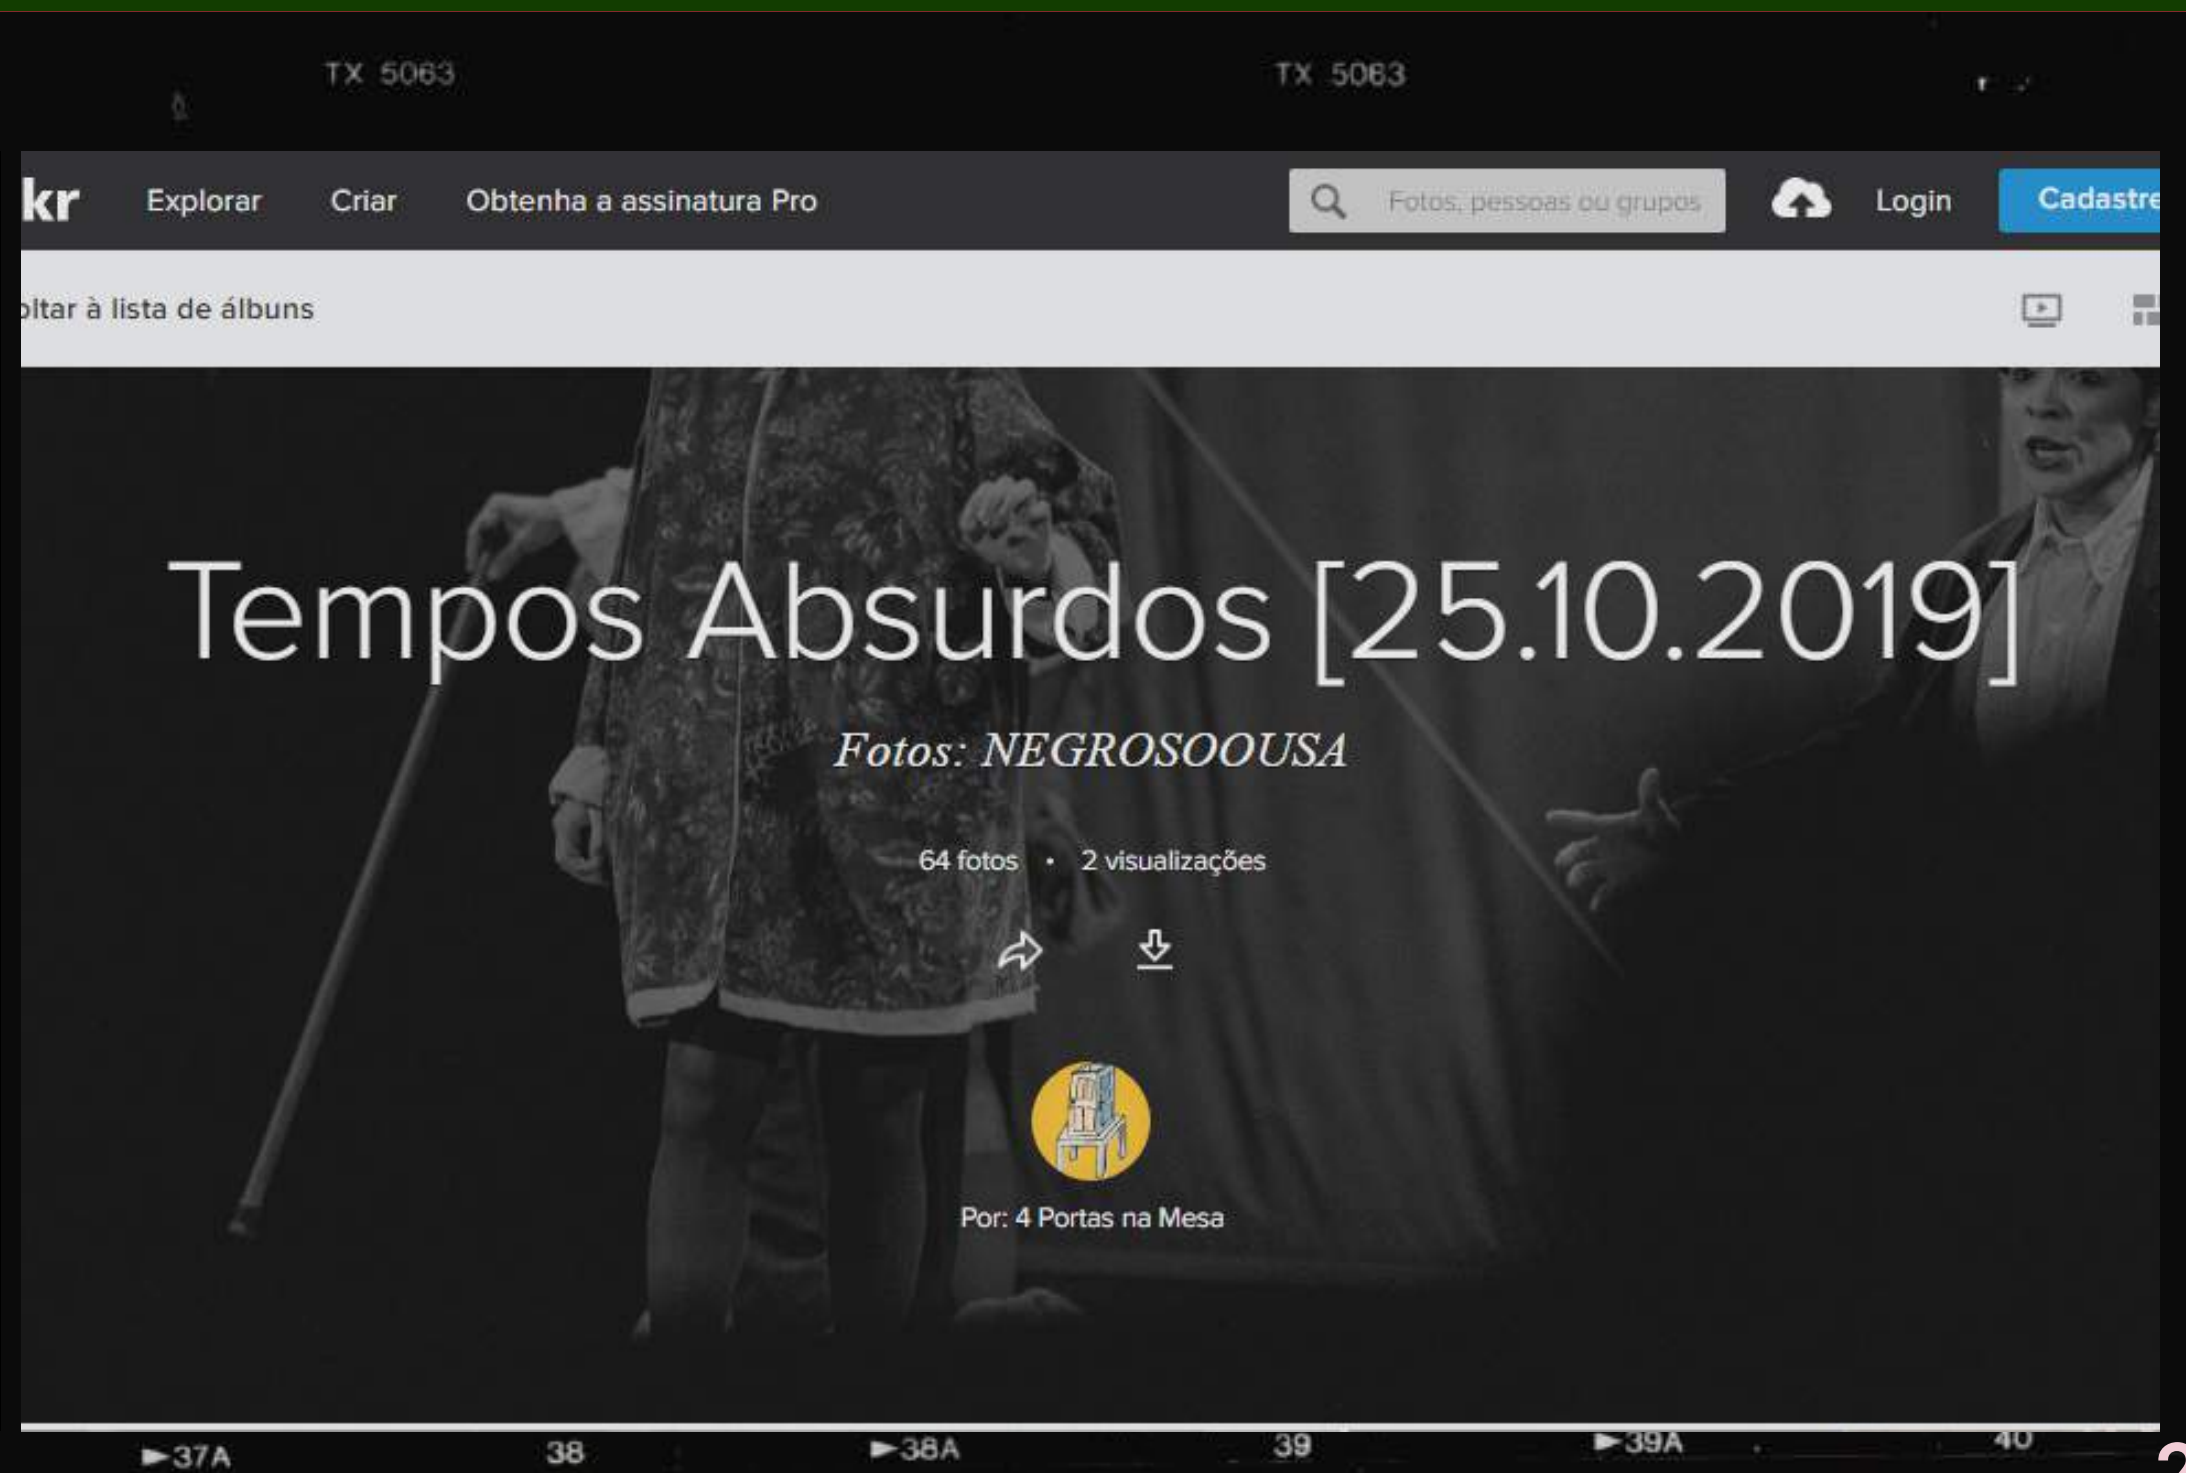 TX 5063 TX 5063
kr Explorar Criar Obtenha a assinatura Pro Fotos, pessoas ou grupos Login Cadastre
oltar à lista de álbuns
Tempos Absurdos [25.10.2019]
Fotos: NEGROSOOUSA
64 fotos • 2 visualizações
Por: 4 Portas na Mesa
►37A 38 ►38A 39 ►39A 40